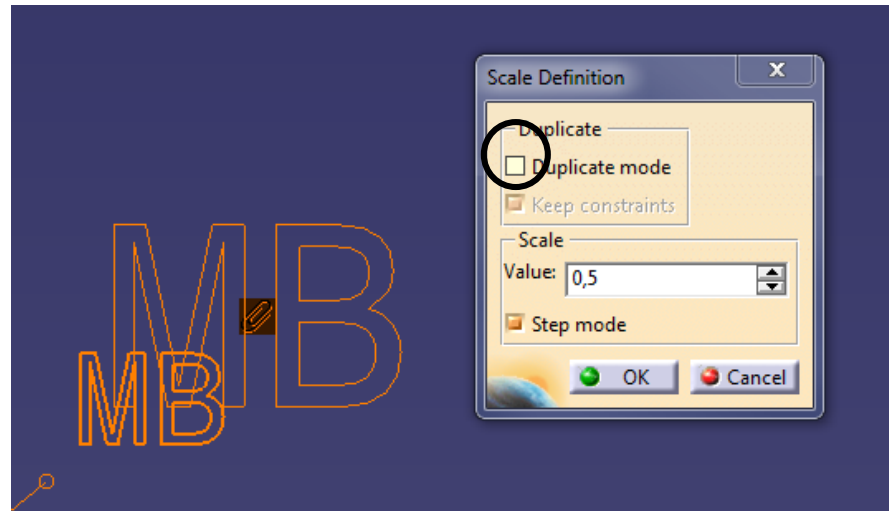 Scale Definition
X
Duplicate
Duplicate mode
Keep constraints
Scale
Value: 0,5
Step mode
OK Cancel
MB
MB